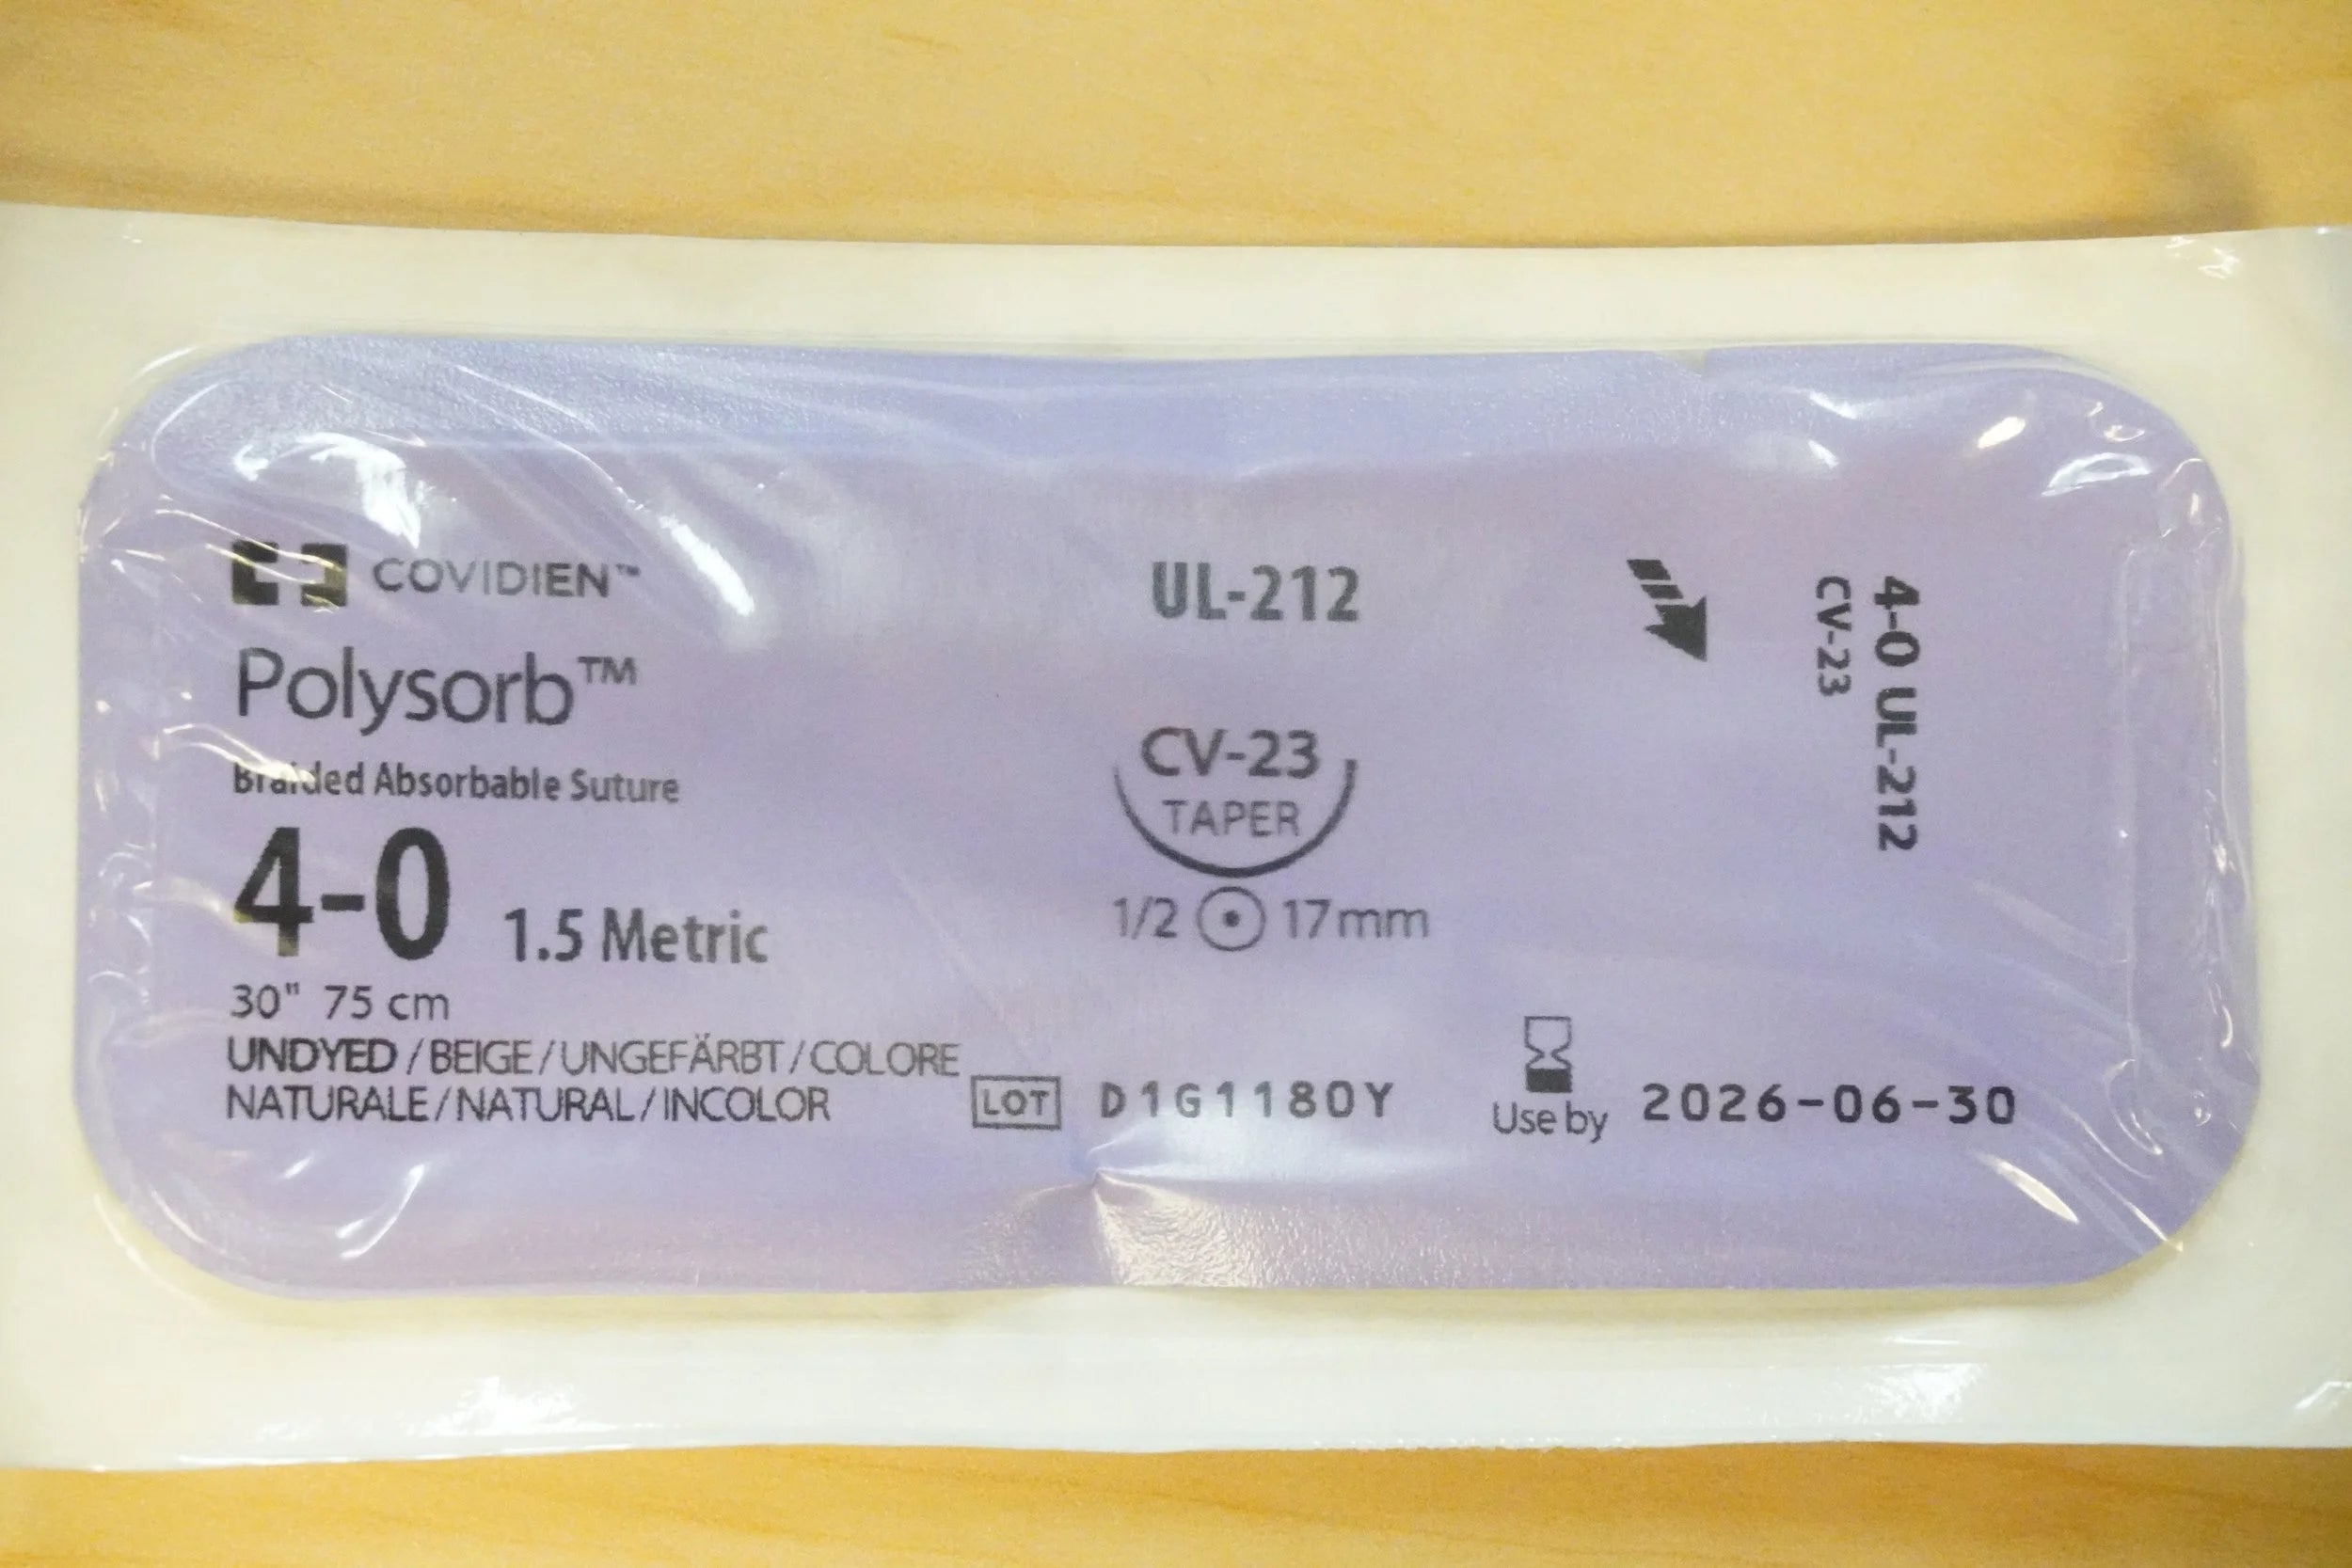 COVIDIEN™
Polysorb™
Braided Absorbable Suture
4-0 1.5 Metric
30" 75 cm
UNDYED / BEIGE / UNGEFÄRBT / COLORE
NATURALE / NATURAL / INCOLOR
UL-212
CV-23
TAPER
1/2 17mm
LOT D1G1180Y
Use by 2026-06-30
4-0 UL-212
CV-23